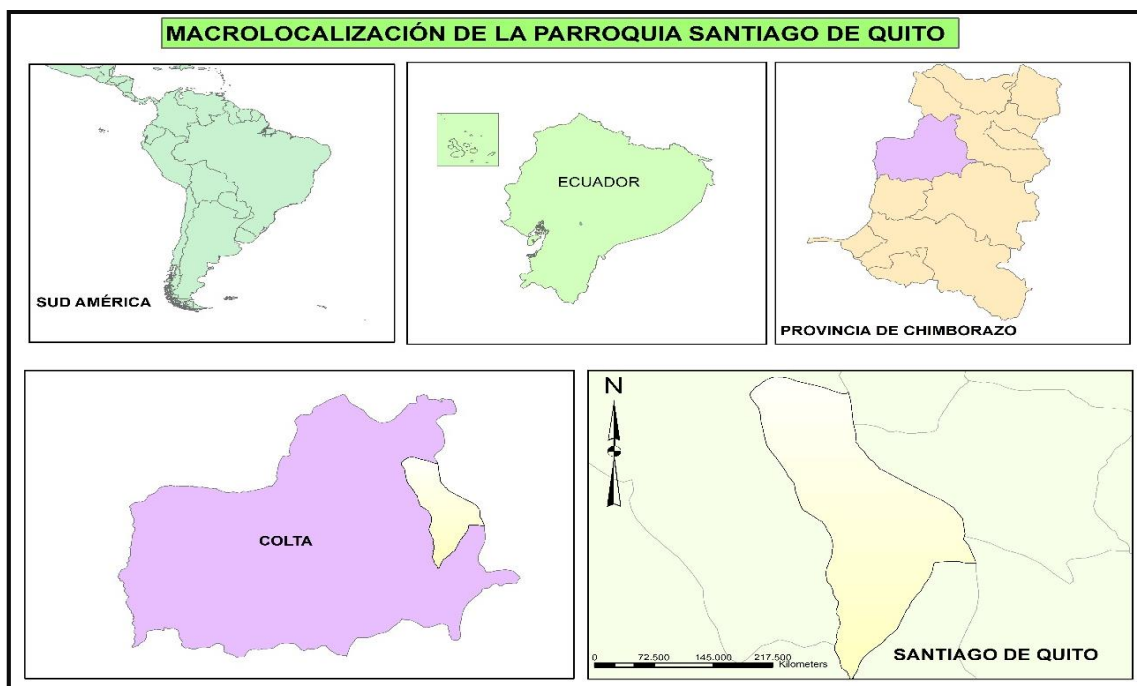 MACROLOCALIZACIÓN DE LA PARROQUIA SANTIAGO DE QUITO
SUD AMÉRICA
ECUADOR
PROVINCIA DE CHIMBORAZO
COLTA
N
0 72.500 145.000 217.500
Kilometers
SANTIAGO DE QUITO